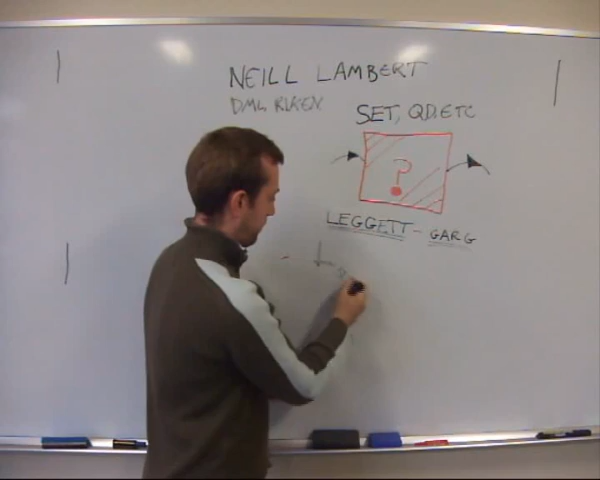 NEILL LAMBERT
DML, RIKEN
SET, QD, ETC
?
LEGGETT - GARG